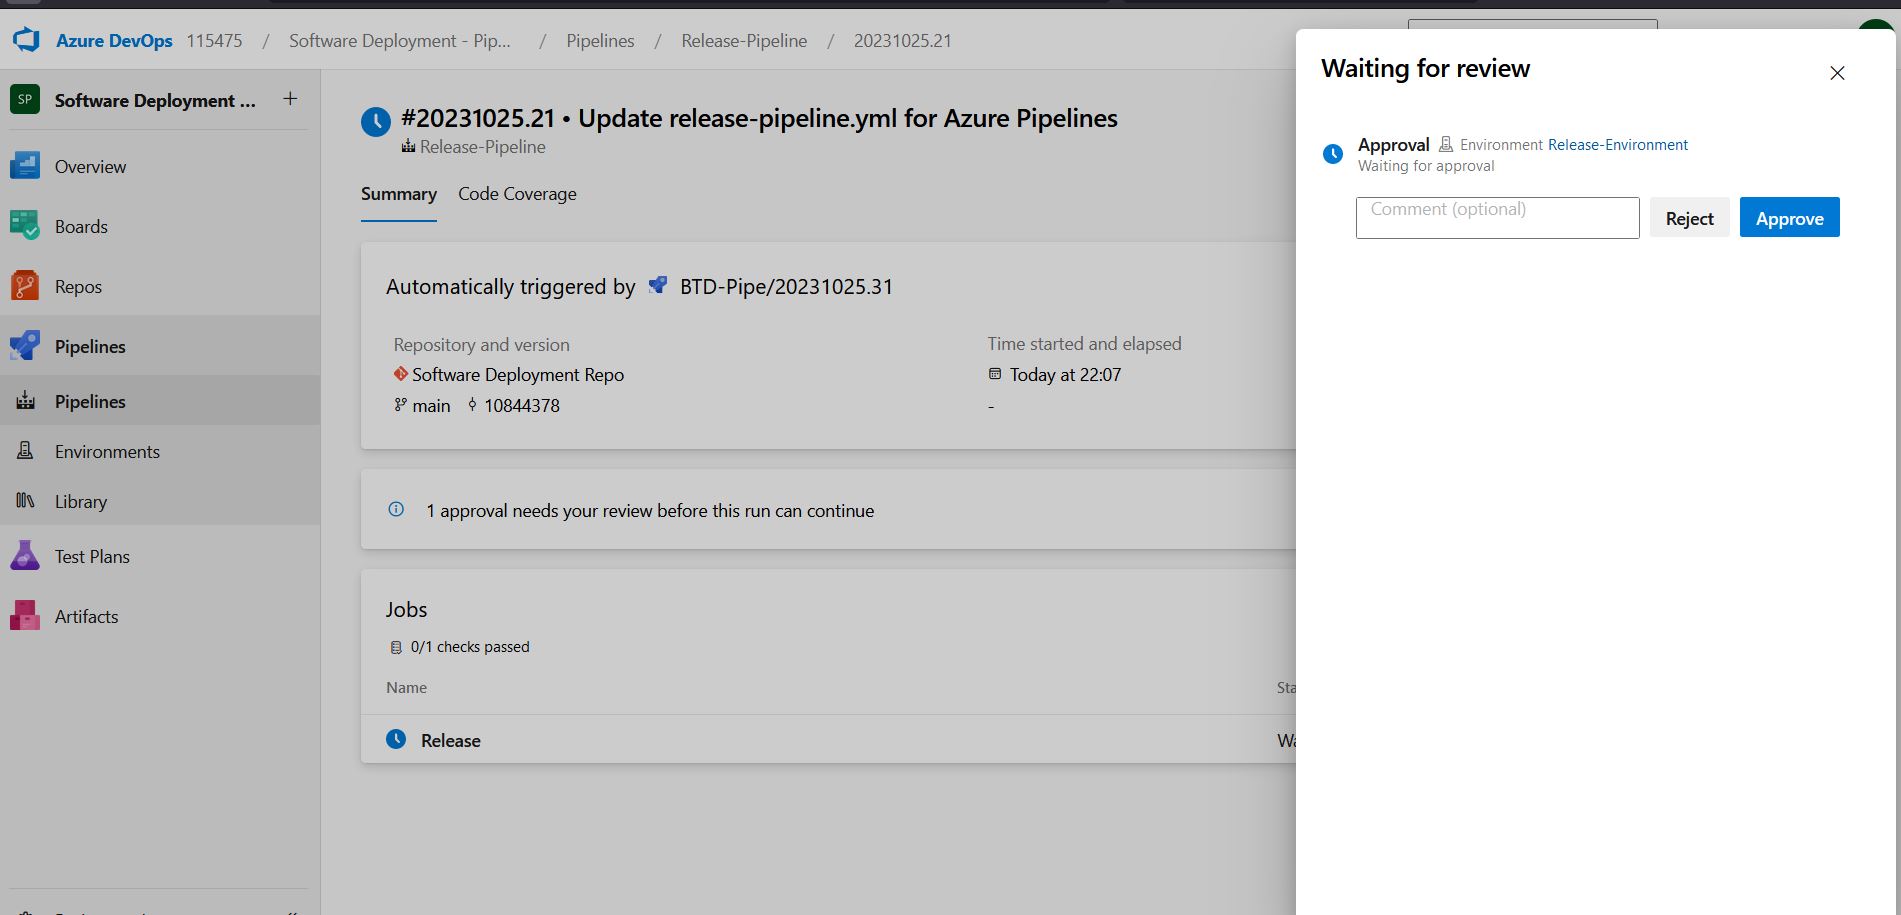 Azure DevOps 115475 / Software Deployment - Pip... / Pipelines / Release-Pipeline / 20231025.21
SP Software Deployment ... +
Overview
Boards
Repos
Pipelines
Pipelines
Environments
Library
Test Plans
Artifacts
#20231025.21 • Update release-pipeline.yml for Azure Pipelines
Release-Pipeline
Summary Code Coverage
Automatically triggered by BTD-Pipe/20231025.31
Repository and version
Software Deployment Repo
main 10844378
Time started and elapsed
Today at 22:07
-
1 approval needs your review before this run can continue
Jobs
0/1 checks passed
Name Sta
Release Wa
Waiting for review
Approval Environment Release-Environment
Waiting for approval
Comment (optional) Reject Approve